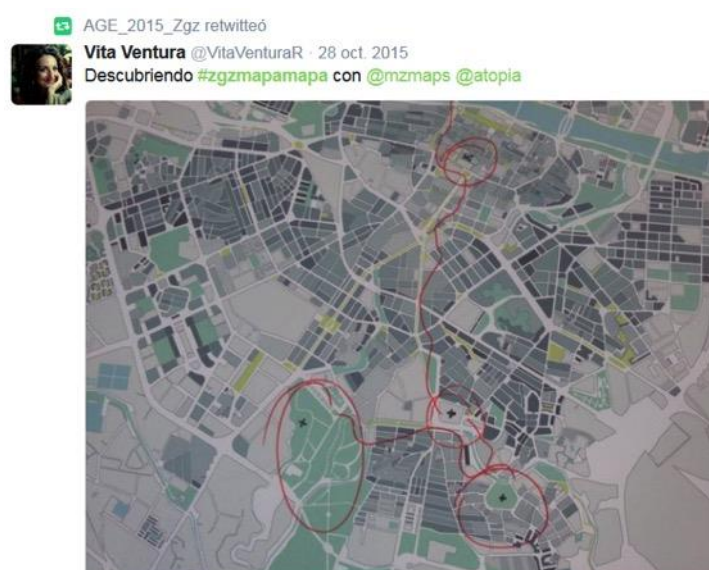 AGE_2015_Zgz retwitteó
Vita Ventura @VitaVenturaR · 28 oct. 2015
Descubriendo #zgzmapamapa con @mzmaps @atopia